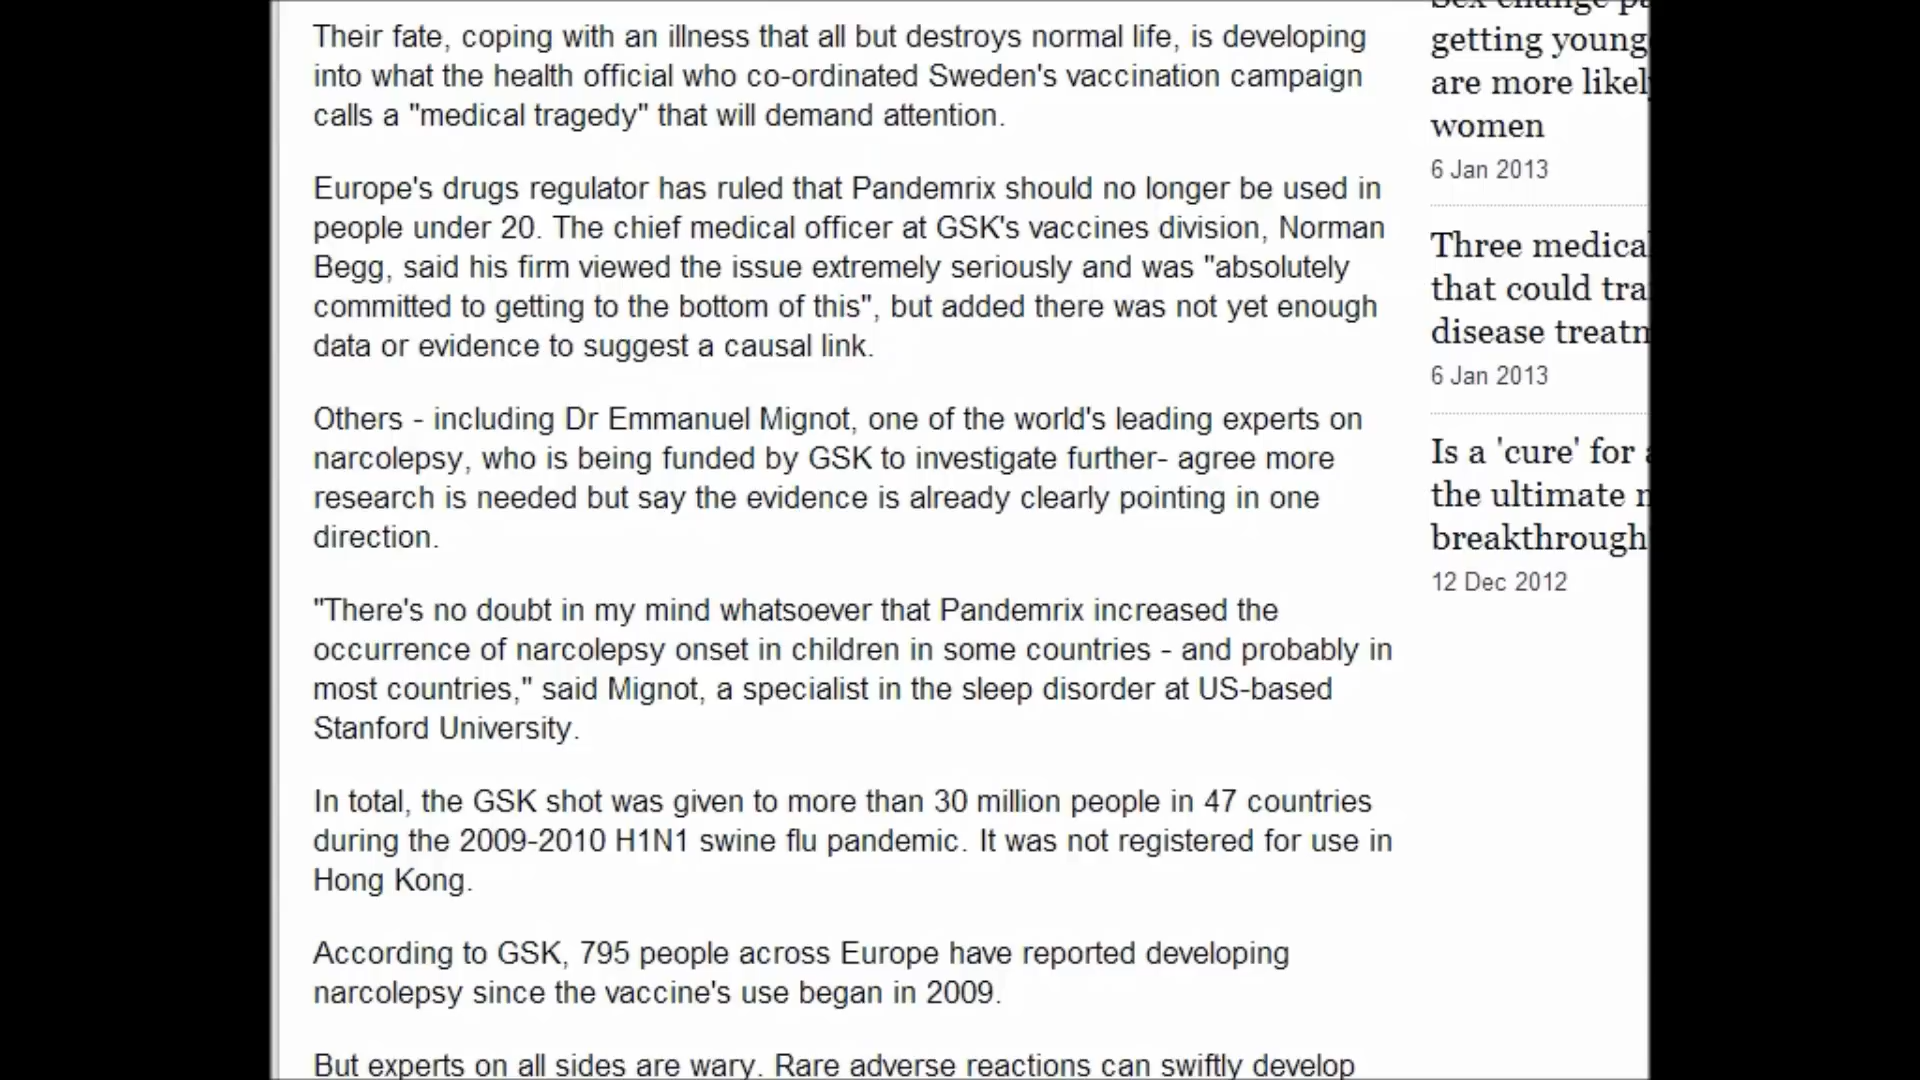 Their fate, coping with an illness that all but destroys normal life, is developing
into what the health official who co-ordinated Sweden's vaccination campaign
calls a "medical tragedy" that will demand attention.
Europe's drugs regulator has ruled that Pandemrix should no longer be used in
people under 20. The chief medical officer at GSK's vaccines division, Norman
Begg, said his firm viewed the issue extremely seriously and was "absolutely
committed to getting to the bottom of this", but added there was not yet enough
data or evidence to suggest a causal link.
Others - including Dr Emmanuel Mignot, one of the world's leading experts on
narcolepsy, who is being funded by GSK to investigate further- agree more
research is needed but say the evidence is already clearly pointing in one
direction.
"There's no doubt in my mind whatsoever that Pandemrix increased the
occurrence of narcolepsy onset in children in some countries - and probably in
most countries," said Mignot, a specialist in the sleep disorder at US-based
Stanford University.
In total, the GSK shot was given to more than 30 million people in 47 countries
during the 2009-2010 H1N1 swine flu pandemic. It was not registered for use in
Hong Kong.
According to GSK, 795 people across Europe have reported developing
narcolepsy since the vaccine's use began in 2009.
But experts on all sides are wary. Rare adverse reactions can swiftly develop
Sex change
getting young
are more
women
6 Jan 2013
Three
that could
disease
6 Jan 2013
Is a 'cure' for
the ultimate
breakthrough
12 Dec 2012